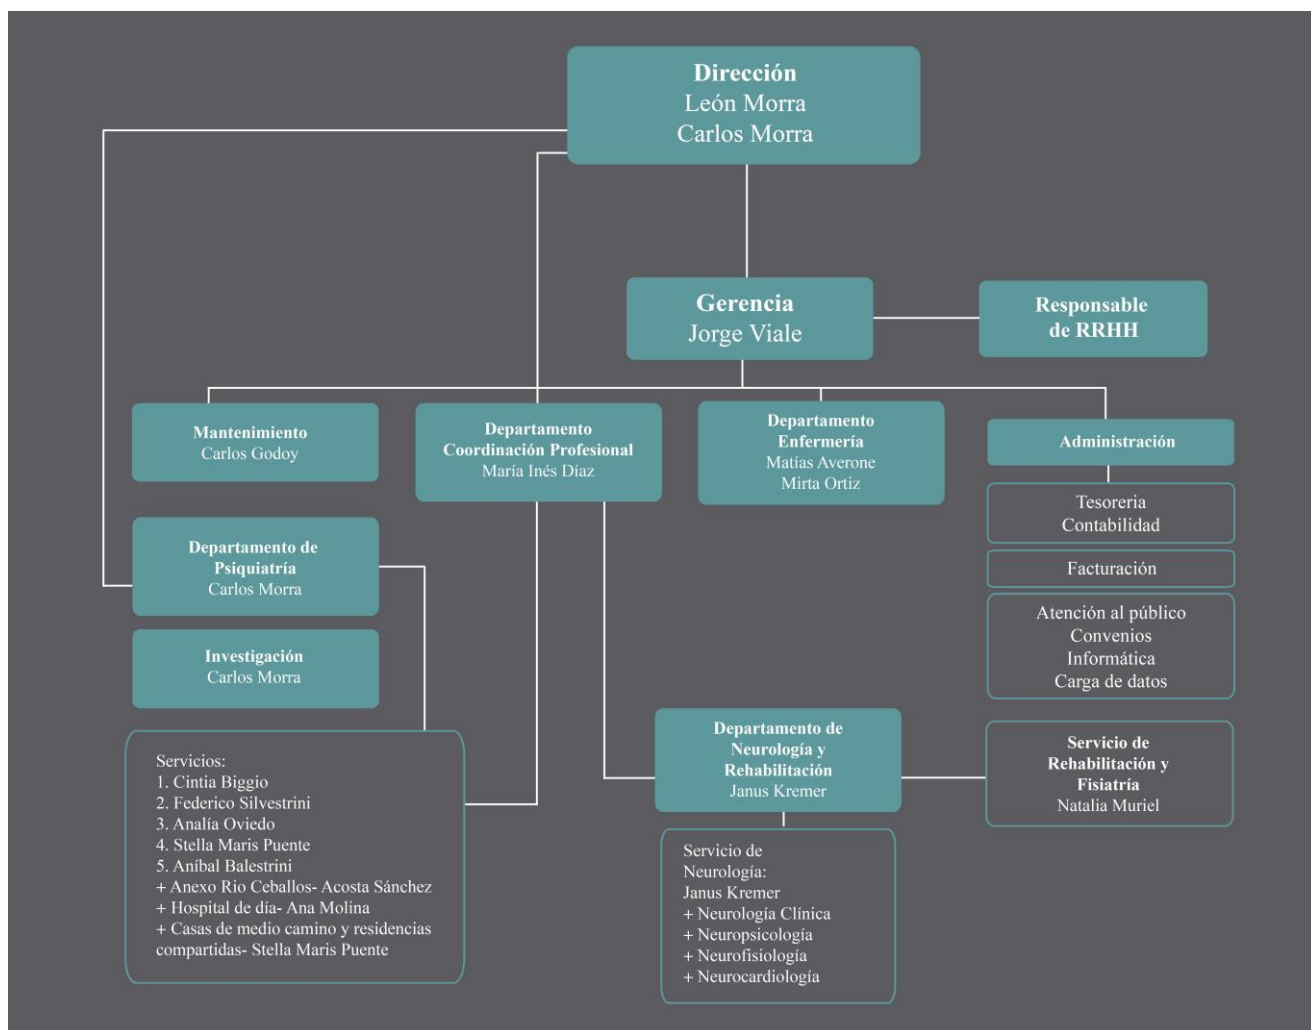 Dirección
León Morra
Carlos Morra
Gerencia
Jorge Viale
Responsable
de RRHH
Mantenimiento
Carlos Godoy
Departamento
Coordinación Profesional
María Inés Díaz
Departamento
Enfermería
Matías Averone
Mirta Ortiz
Administración
Tesoreria
Contabilidad
Facturación
Atención al público
Convenios
Informática
Carga de datos
Departamento de
Psiquiatría
Carlos Morra
Investigación
Carlos Morra
Servicios:
1. Cintia Biggio
2. Federico Silvestrini
3. Analía Oviedo
4. Stella Maris Puente
5. Aníbal Balestrini
+ Anexo Rio Ceballos- Acosta Sánchez
+ Hospital de día- Ana Molina
+ Casas de medio camino y residencias
compartidas- Stella Maris Puente
Departamento de
Neurología y
Rehabilitación
Janus Kremer
Servicio de
Rehabilitación y
Fisiatría
Natalia Muriel
Servicio de
Neurología:
Janus Kremer
+ Neurología Clínica
+ Neuropsicología
+ Neurofisiología
+ Neurocardiología